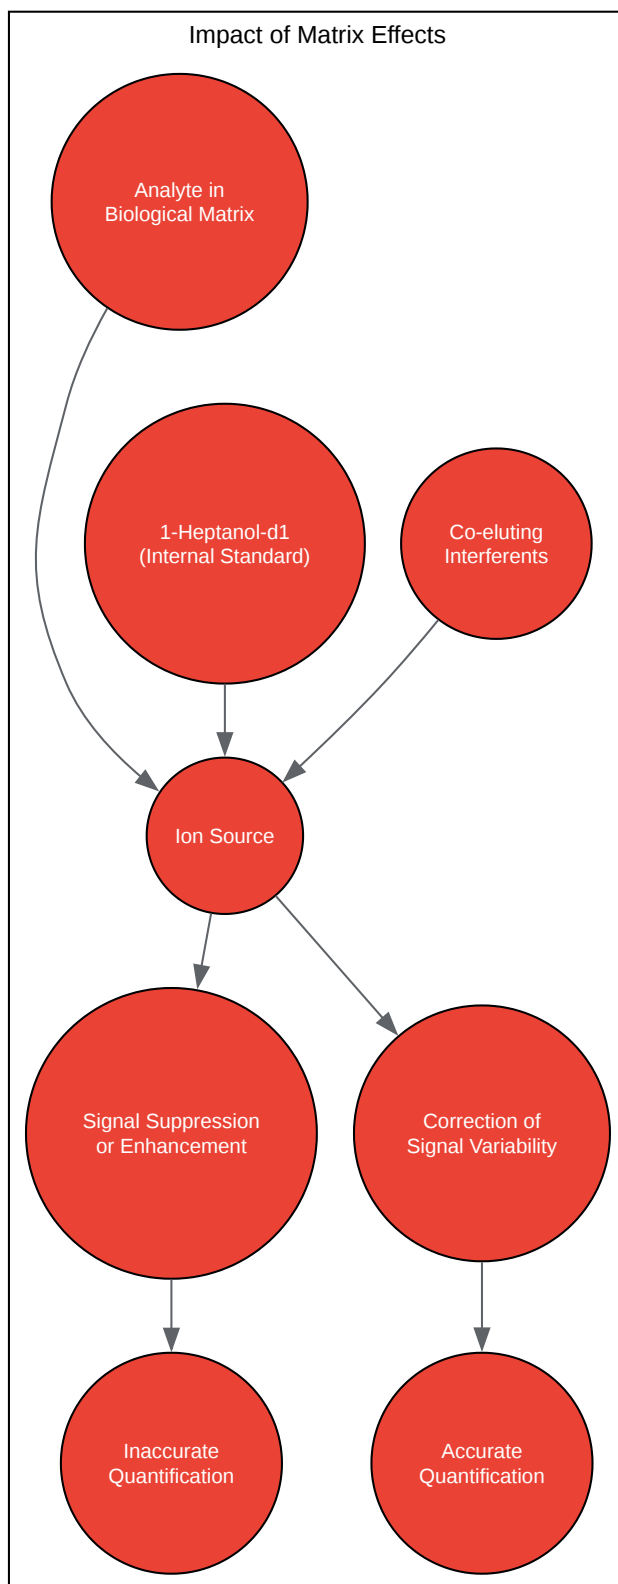 Impact of Matrix Effects
Analyte in
Biological Matrix
1-Heptanol-d1
(Internal Standard)
Co-eluting
Interferents
Ion Source
Signal Suppression
or Enhancement
Correction of
Signal Variability
Inaccurate
Quantification
Accurate
Quantification